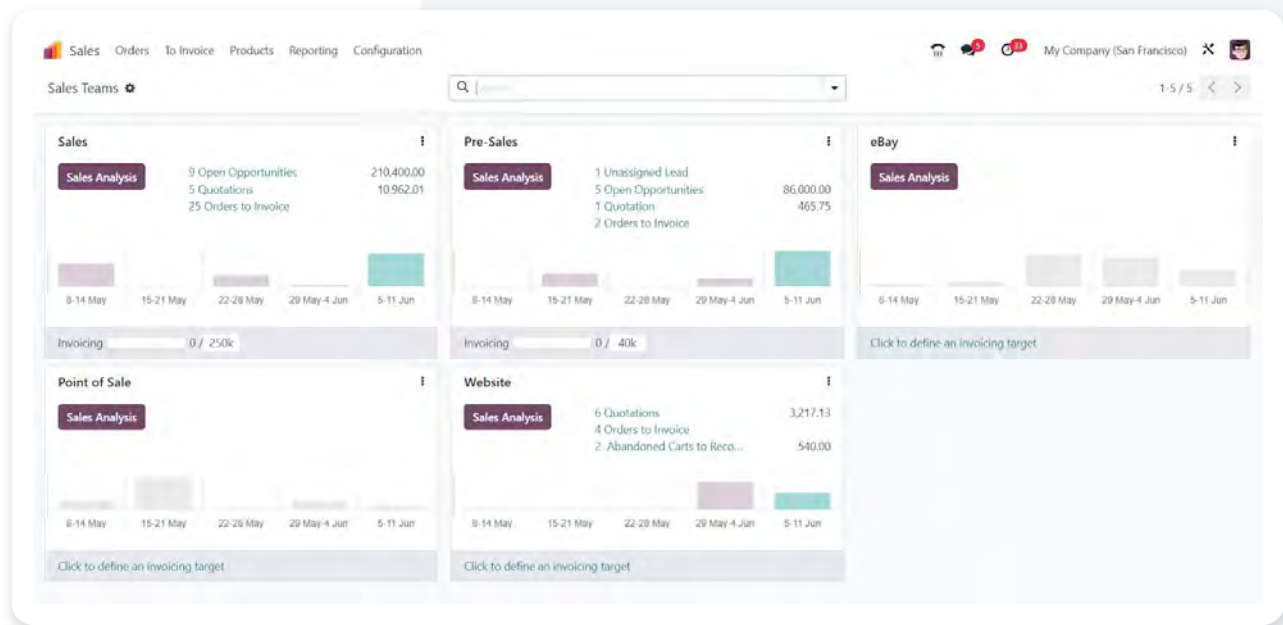 Sales Orders To Invoice Products Reporting Configuration 5 33 My Company (San Francisco)
Sales Teams 1-5 / 5
Sales
Sales Analysis
9 Open Opportunities 210,400.00
5 Quotations 10,962.01
25 Orders to Invoice
8-14 May 15-21 May 22-28 May 29 May-4 Jun 5-11 Jun
Invoicing 0 / 250k
Pre-Sales
Sales Analysis
1 Unassigned Lead
5 Open Opportunities 86,000.00
1 Quotation 465.75
2 Orders to Invoice
8-14 May 15-21 May 22-28 May 29 May-4 Jun 5-11 Jun
Invoicing 0 / 40k
eBay
Sales Analysis
8-14 May 15-21 May 22-28 May 29 May-4 Jun 5-11 Jun
Click to define an invoicing target
Point of Sale
Sales Analysis
8-14 May 15-21 May 22-28 May 29 May-4 Jun 5-11 Jun
Click to define an invoicing target
Website
Sales Analysis
6 Quotations 3,217.13
4 Orders to Invoice
2 Abandoned Carts to Reco... 540.00
8-14 May 15-21 May 22-28 May 29 May-4 Jun 5-11 Jun
Click to define an invoicing target